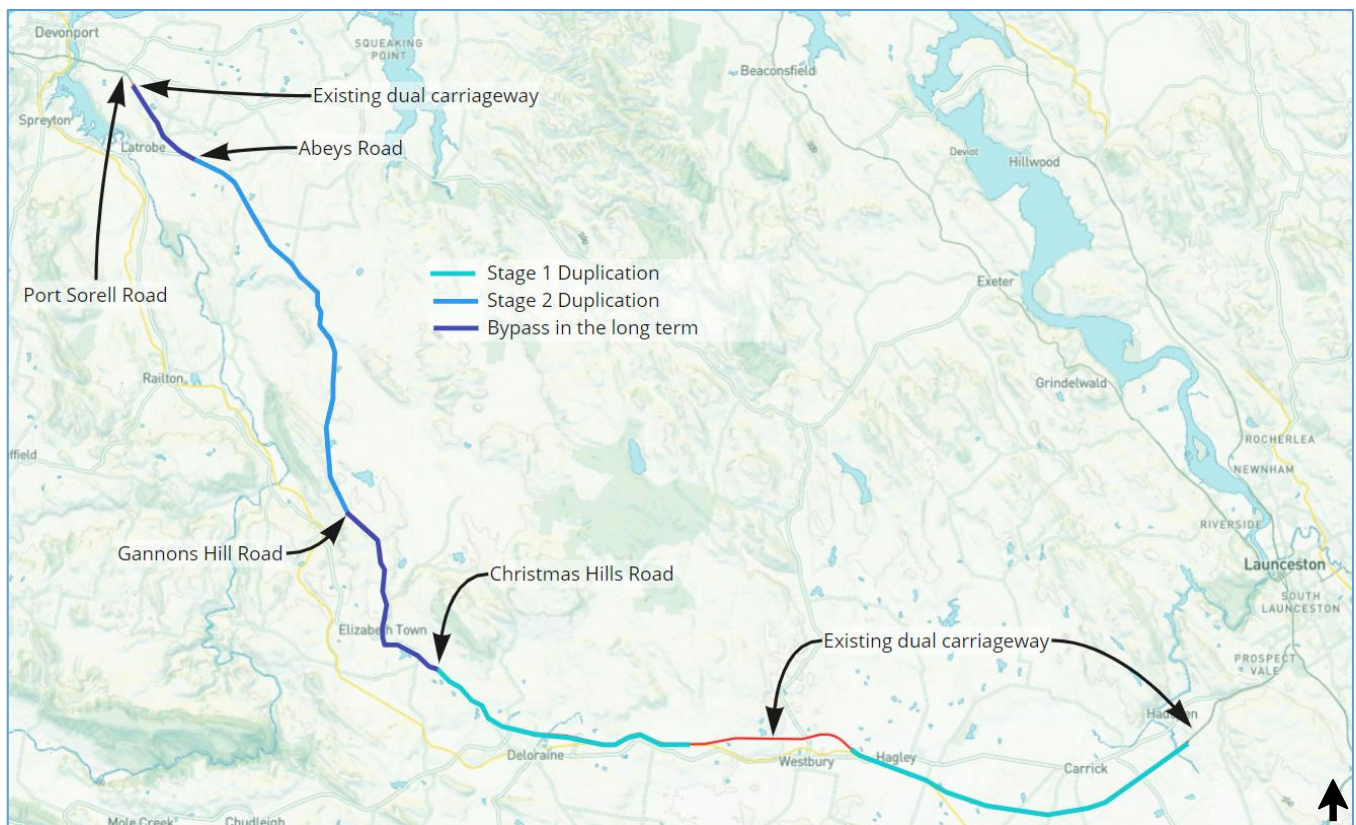 Devonport
SQUEAKING
POINT
Beaconsfield
Existing dual carriageway
Spreyton
Latrobe
Abeys Road
Deviot
Hillwood
Port Sorell Road
Stage 1 Duplication
Stage 2 Duplication
Bypass in the long term
Exeter
Railton
Grindelwald
ROCHERLEA
NEWNHAM
ffield
RIVERSIDE
Gannons Hill Road
Launceston
Christmas Hills Road
SOUTH
LAUNCESTON
Elizabeth Town
Existing dual carriageway
PROSPECT
VALE
Hadspen
Deloraine
Westbury
Hagley
Carrick
Mole Creek
Chudleigh